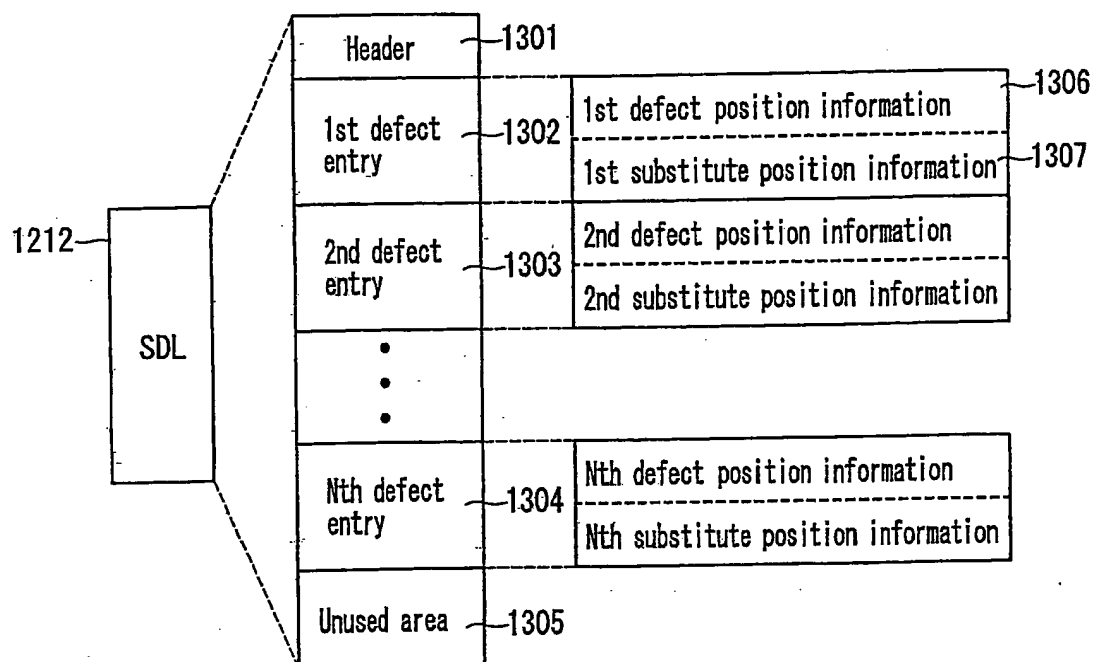 Header
1301
1306
1st defect position information
1st defect
entry
1302
1307
1st substitute position information
1212
2nd defect position information
2nd defect
entry
1303
2nd substitute position information
SDL
Nth defect position information
Nth defect
entry
1304
Nth substitute position information
Unused area
1305